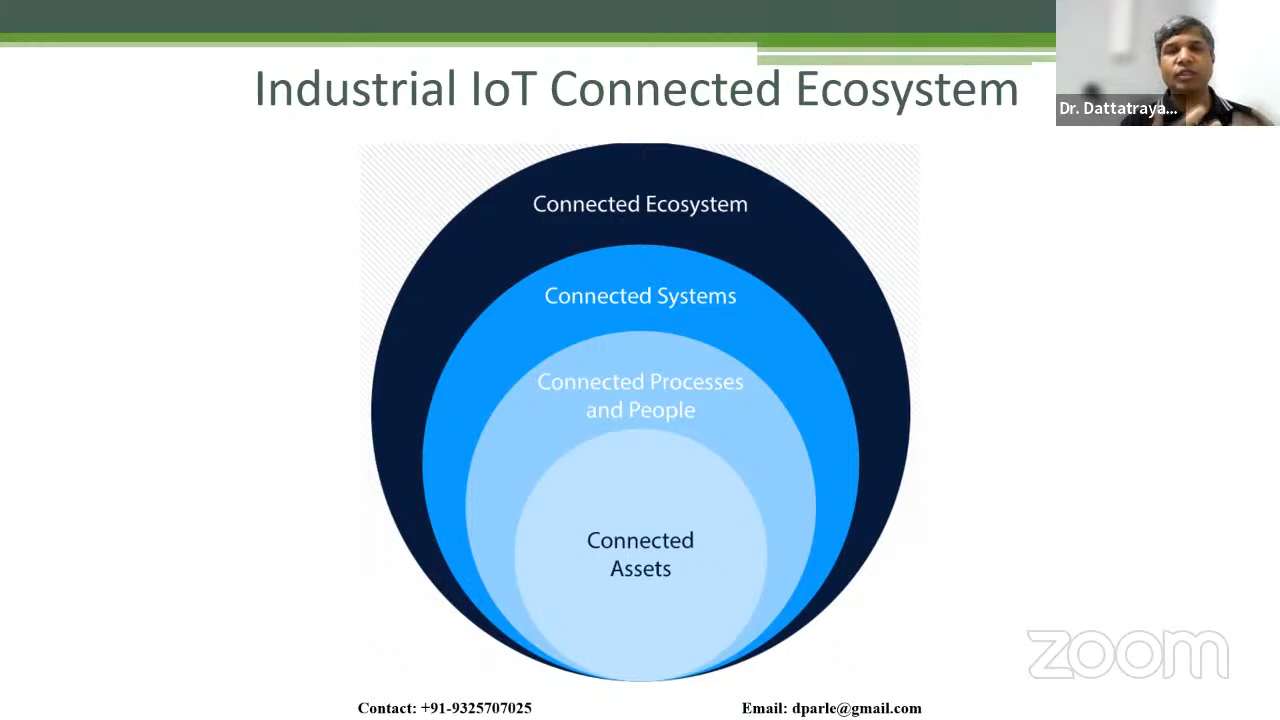 Industrial IoT Connected Ecosystem
Dr. Dattatraya...
Connected Ecosystem
Connected Systems
Connected Processes
and People
Connected
Assets
zoom
Contact: +91-9325707025
Email: dparle@gmail.com